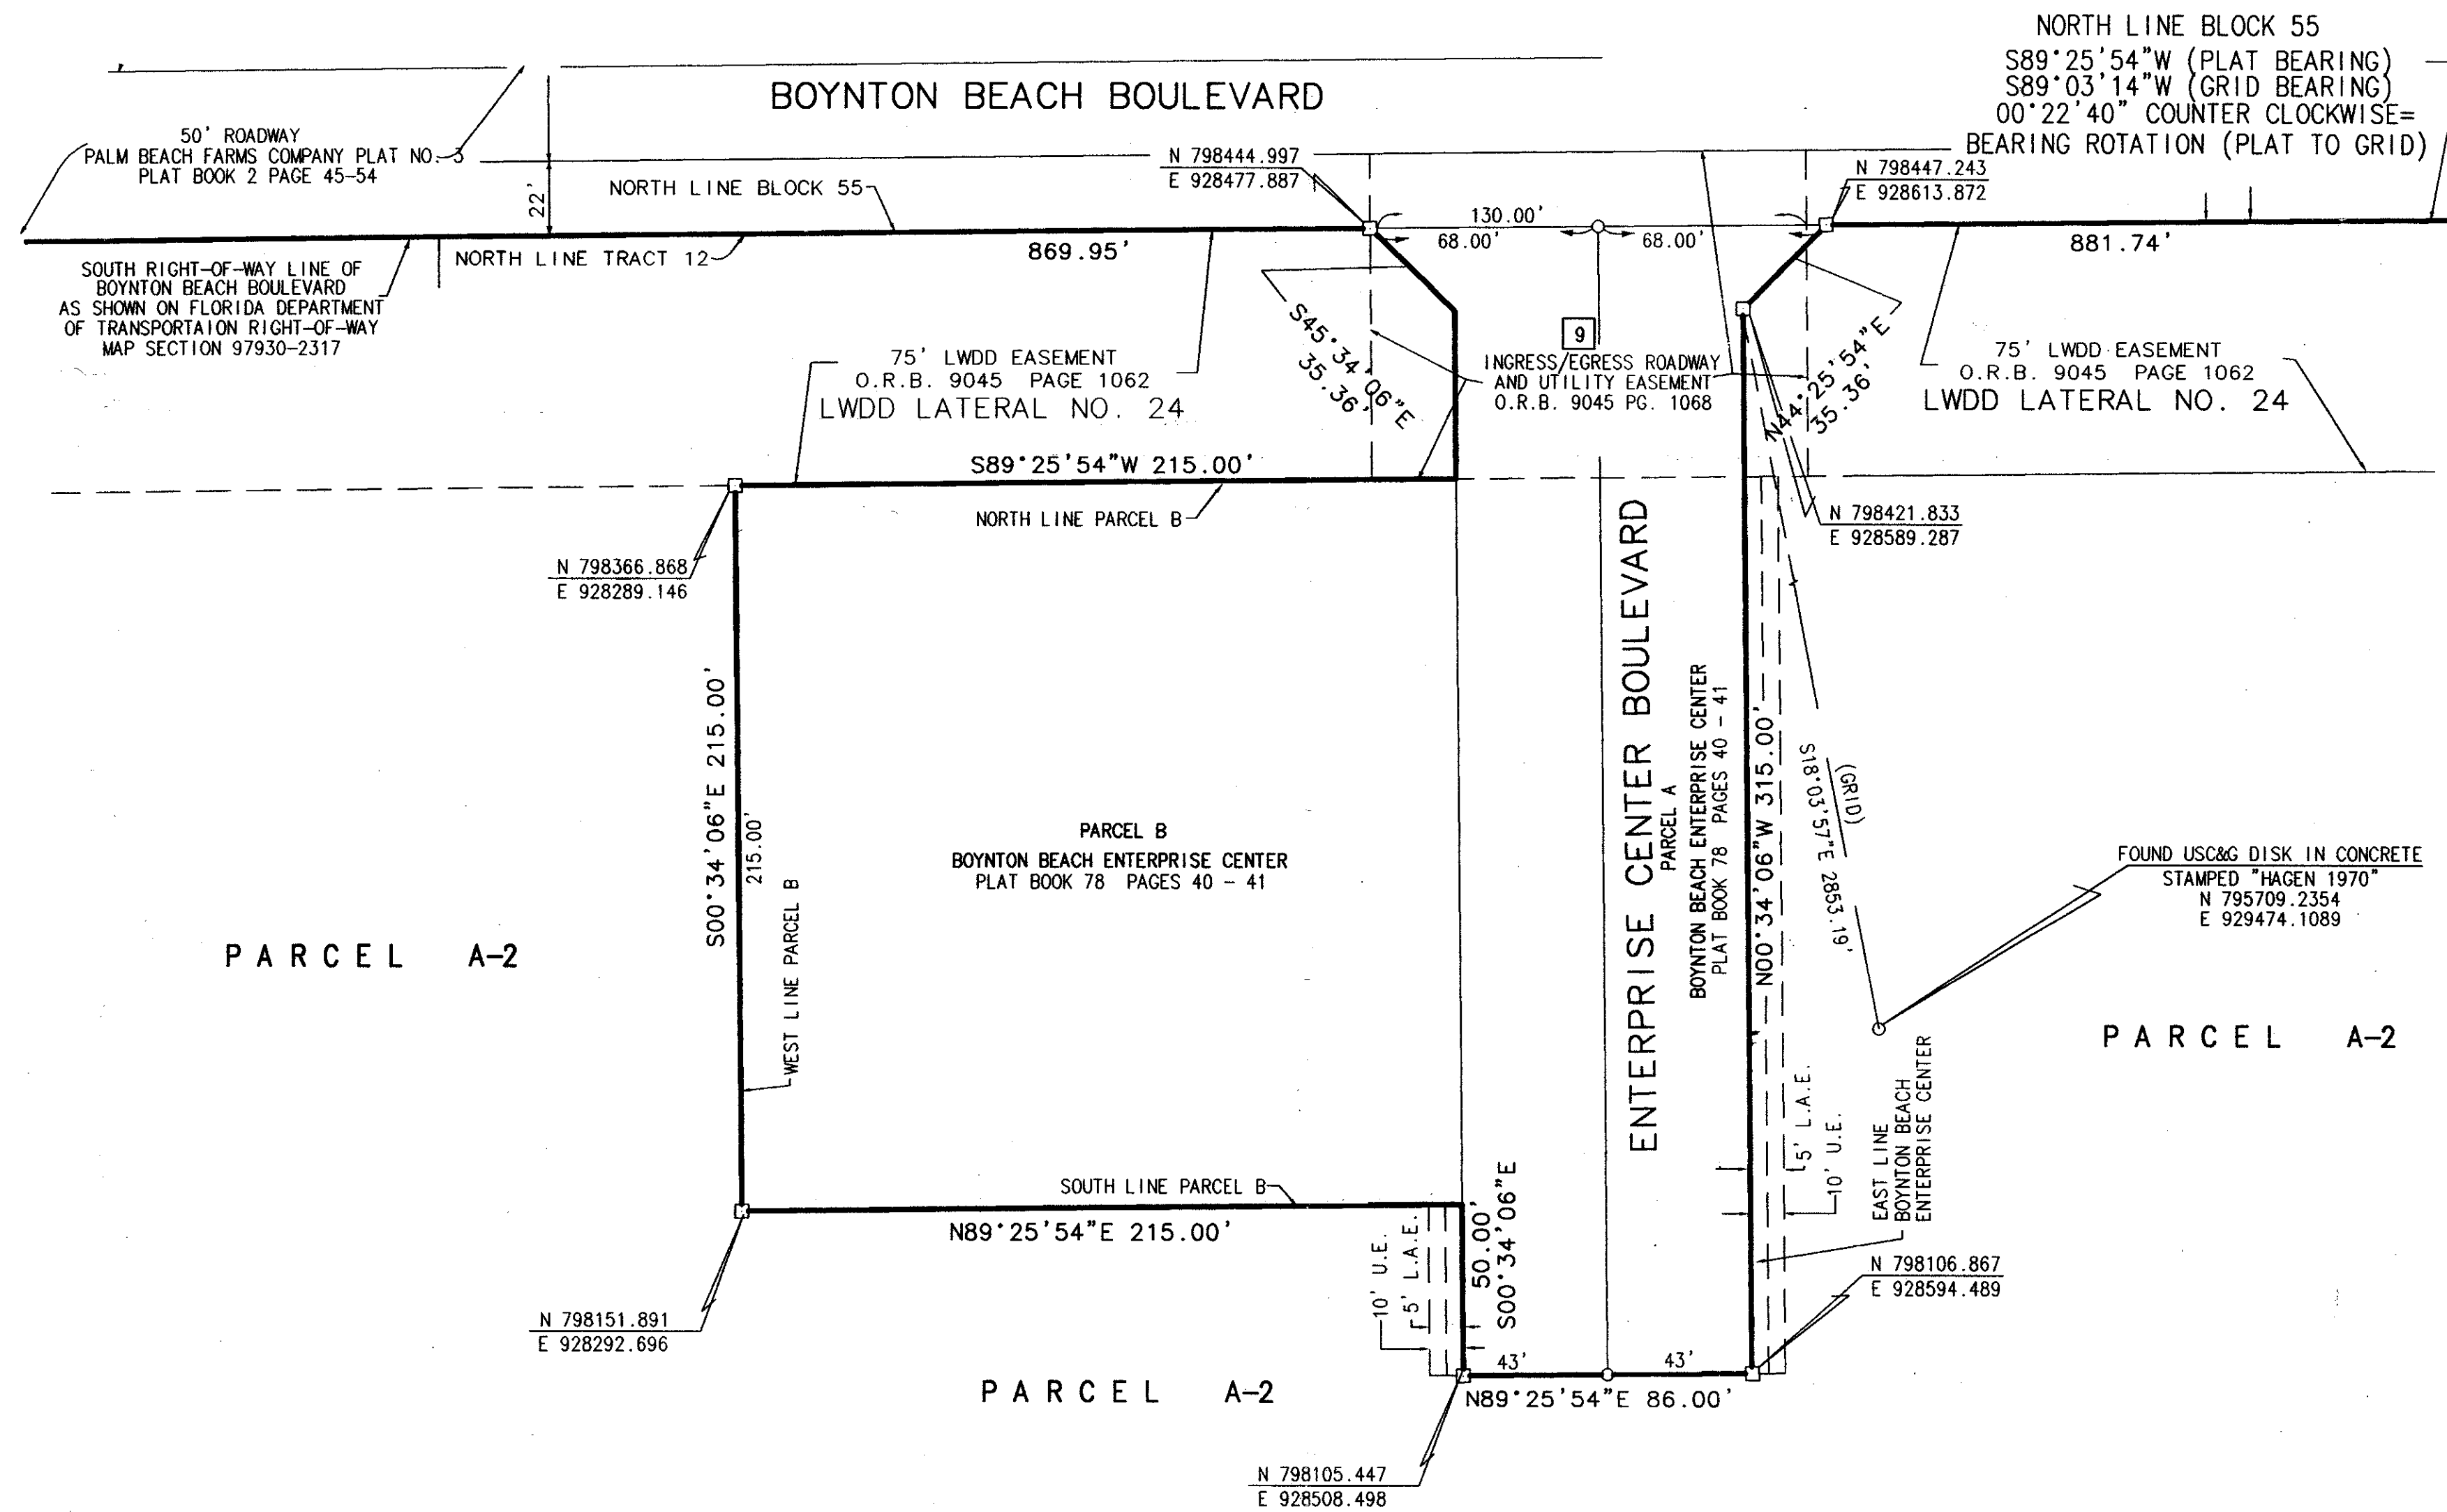 NORTH LINE BLOCK 55
S89°25'54"W (PLAT BEARING)
S89°03'14"W (GRID BEARING)
00°22'40" COUNTER CLOCKWISE=
BEARING ROTATION (PLAT TO GRID)
BOYNTON BEACH BOULEVARD
50' ROADWAY
PALM BEACH FARMS COMPANY PLAT NO. 3
PLAT BOOK 2 PAGE 45-54
22'
NORTH LINE BLOCK 55
N 798444.997
E 928477.887
N 798447.243
E 928613.872
130.00'
68.00'
68.00'
869.95'
881.74'
NORTH LINE TRACT 12
SOUTH RIGHT-OF-WAY LINE OF
BOYNTON BEACH BOULEVARD
AS SHOWN ON FLORIDA DEPARTMENT
OF TRANSPORTAION RIGHT-OF-WAY
MAP SECTION 97930-2317
S45°34'06"E
35.36'
9
INGRESS/EGRESS ROADWAY
AND UTILITY EASEMENT
O.R.B. 9045 PG. 1068
N44°25'54"E
35.36'
75' LWDD EASEMENT
O.R.B. 9045 PAGE 1062
LWDD LATERAL NO. 24
75' LWDD EASEMENT
O.R.B. 9045 PAGE 1062
LWDD LATERAL NO. 24
S89°25'54"W 215.00'
NORTH LINE PARCEL B
N 798421.833
E 928589.287
N 798366.868
E 928289.146
S00°34'06"E 215.00'
215.00'
WEST LINE PARCEL B
PARCEL B
BOYNTON BEACH ENTERPRISE CENTER
PLAT BOOK 78 PAGES 40 - 41
ENTERPRISE CENTER BOULEVARD
PARCEL A
BOYNTON BEACH ENTERPRISE CENTER
PLAT BOOK 78 PAGES 40 - 41
N00°34'06"W 315.00'
(GRID)
S18°03'57"E 2853.19'
FOUND USC&G DISK IN CONCRETE
STAMPED "HAGEN 1970"
N 795709.2354
E 929474.1089
PARCEL A-2
PARCEL A-2
5' L.A.E.
10' U.E.
EAST LINE
BOYNTON BEACH
ENTERPRISE CENTER
SOUTH LINE PARCEL B
N89°25'54"E 215.00'
10' U.E.
5' L.A.E.
50.00'
S00°34'06"E
N 798106.867
E 928594.489
N 798151.891
E 928292.696
43'
43'
N89°25'54"E 86.00'
PARCEL A-2
N 798105.447
E 928508.498